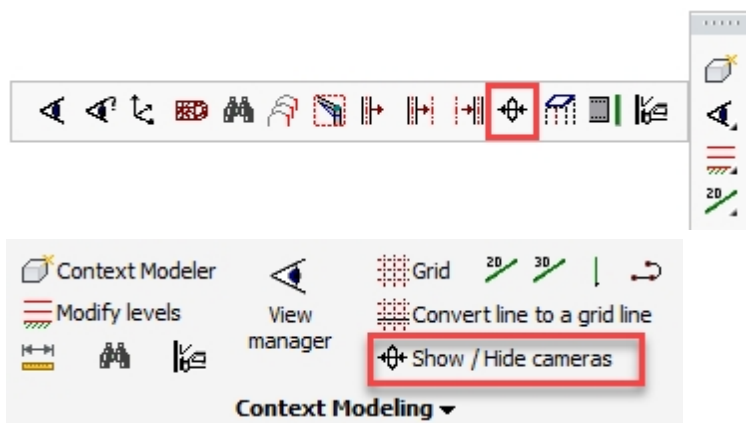 2D
Context Modeler
Modify levels
View
manager
Grid
2D
3D
Convert line to a grid line
Show / Hide cameras
Context Modeling